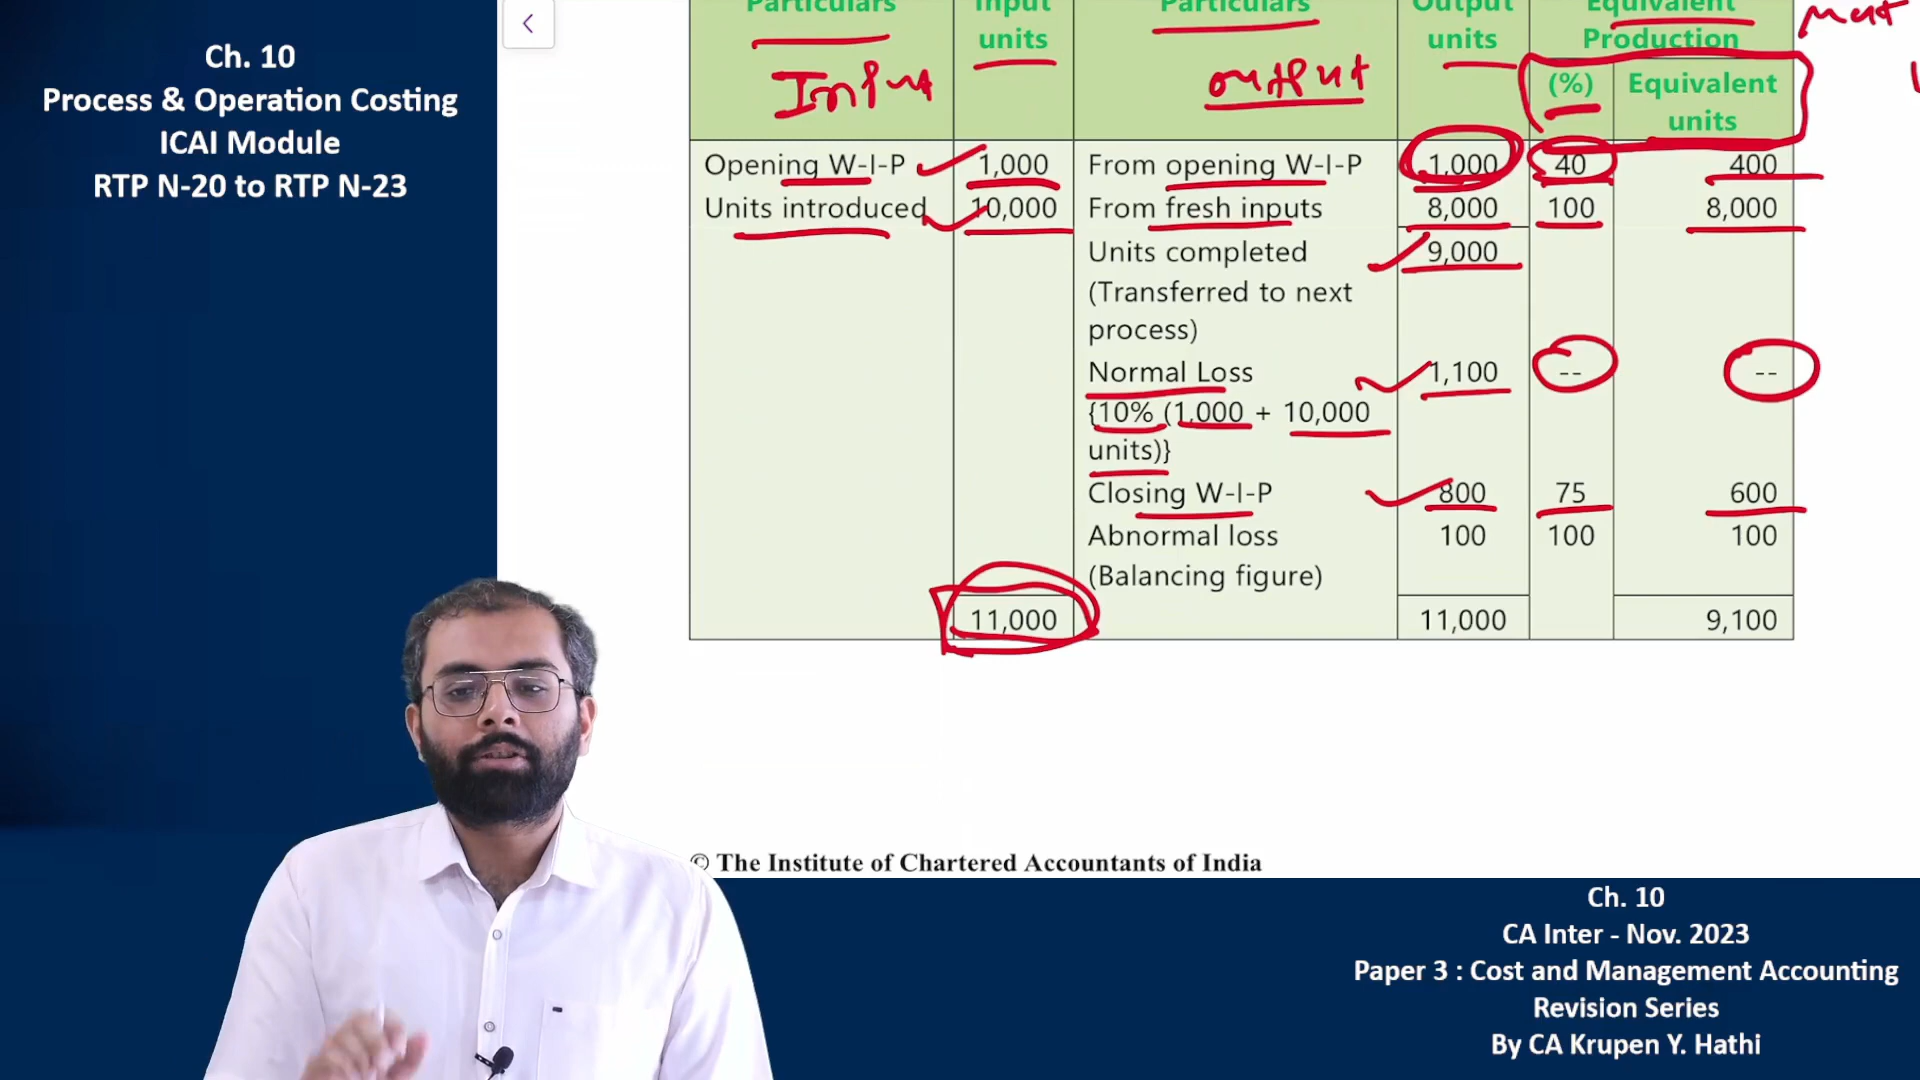 Ch. 10
Process & Operation Costing
ICAI Module
RTP N-20 to RTP N-23
Particulars Input Particulars Output Equivalent
units units Production
Input output (%) Equivalent
units
Opening W-I-P 1,000 From opening W-I-P 1,000 40 400
Units introduced 10,000 From fresh inputs 8,000 100 8,000
Units completed 9,000
(Transferred to next
process)
Normal Loss 1,100 -- --
{10% (1,000 + 10,000
units)}
Closing W-I-P 800 75 600
Abnormal loss 100 100 100
(Balancing figure)
11,000 11,000 9,100
© The Institute of Chartered Accountants of India
Ch. 10
CA Inter - Nov. 2023
Paper 3 : Cost and Management Accounting
Revision Series
By CA Krupen Y. Hathi